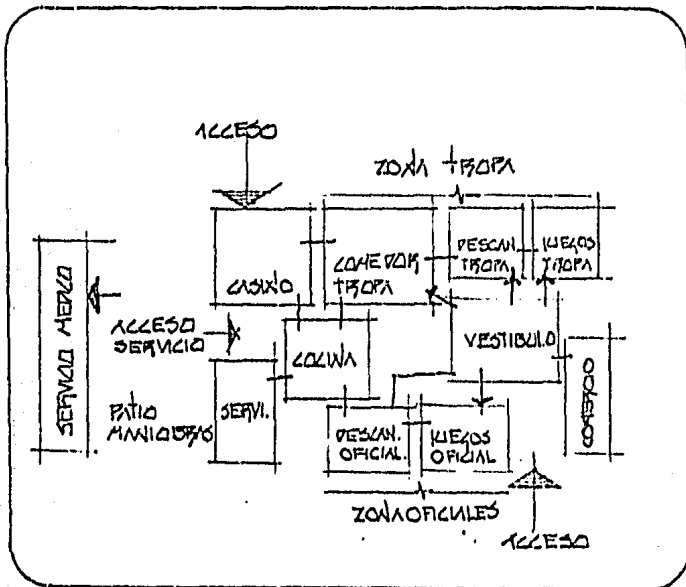 ACCESO
ZONA TROPA
CASINO
COMEDOR
TROPA
DESCAN.
TROPA
JUEGOS
TROPA
SERVICIO MEDICO
ACCESO
SERVICIO
COCINA
VESTIBULO
PATIO
MANIOBRAS
SERVI.
DESCAN.
OFICIAL.
JUEGOS
OFICIAL
COMERCIO
ZONA OFICIALES
ACCESO